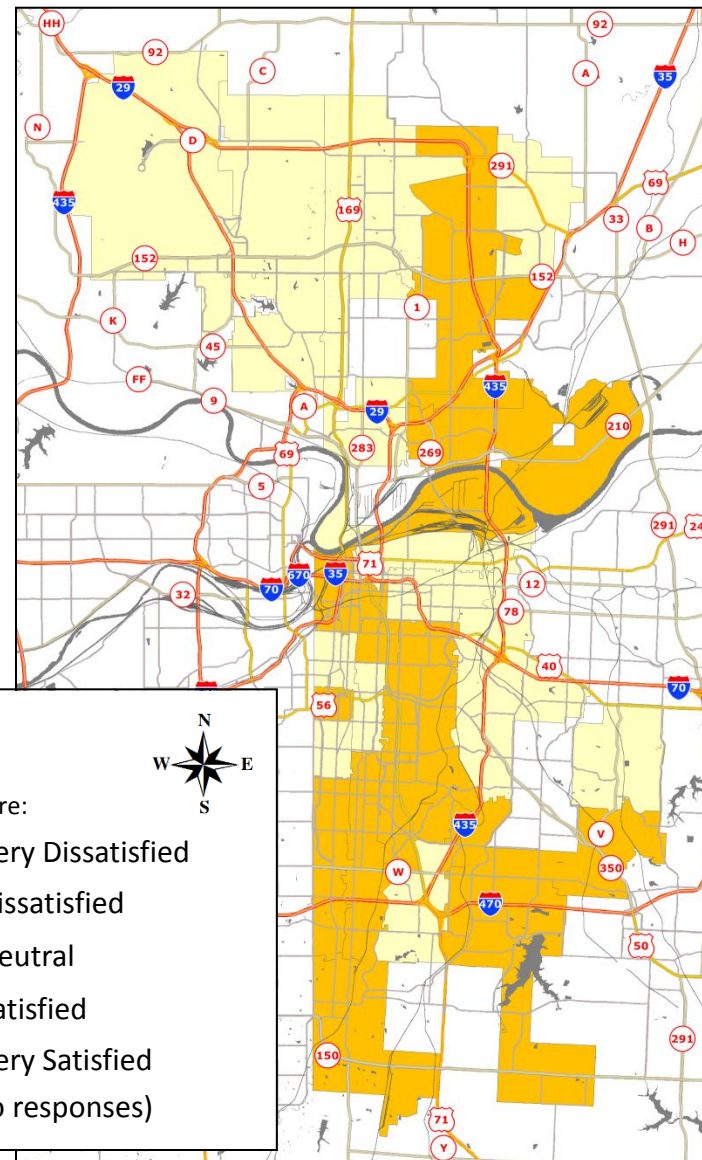 HH
92
92
C
A
29
35
N
D
291
69
435
169
33
B
H
152
152
K
1
45
FF
435
9
A
29
210
283
269
69
5
291
24
71
670
35
70
12
32
78
40
70
56
N
W E
S
re:
ery Dissatisfied
issatisfied
eutral
atisfied
ery Satisfied
o responses)
435
V
W
350
470
50
291
150
71
Y